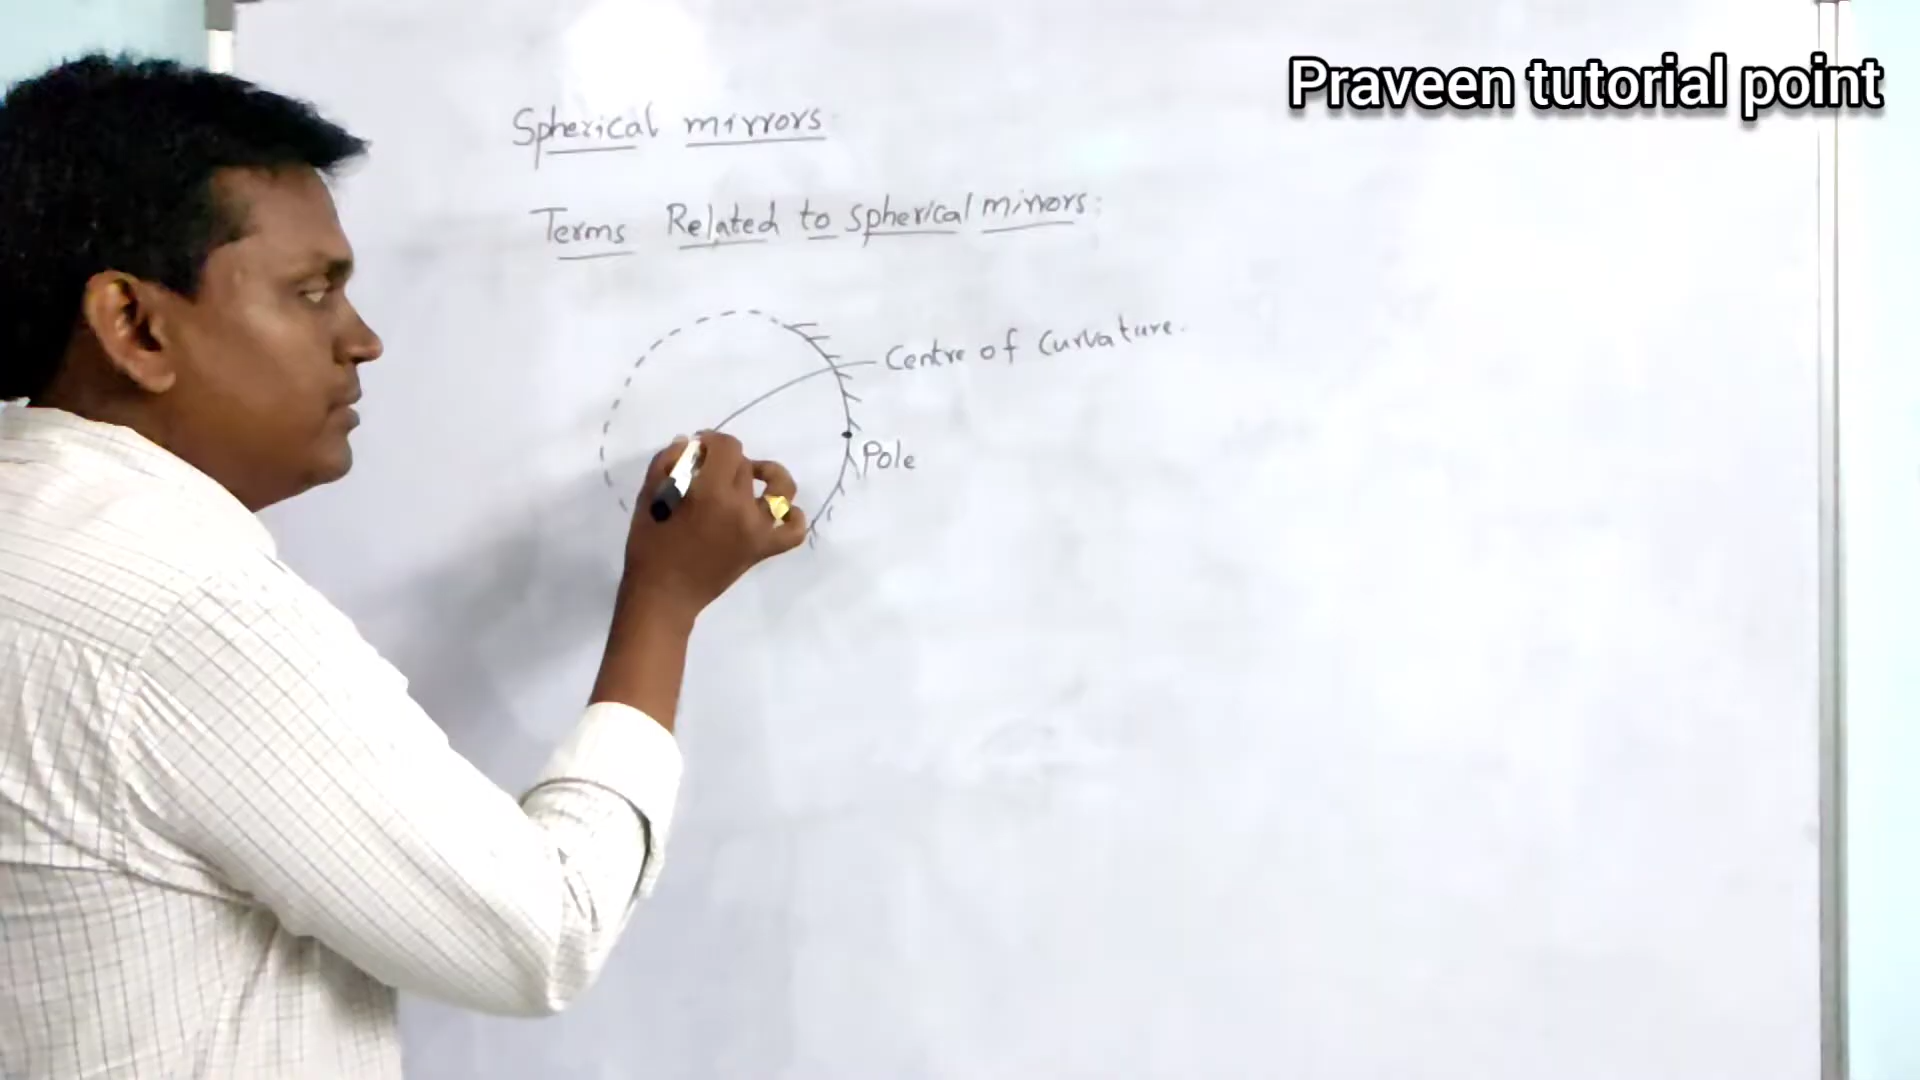 Praveen tutorial point
Spherical mirrors
Terms Related to Spherical mirrors:
Centre of Curvature.
Pole